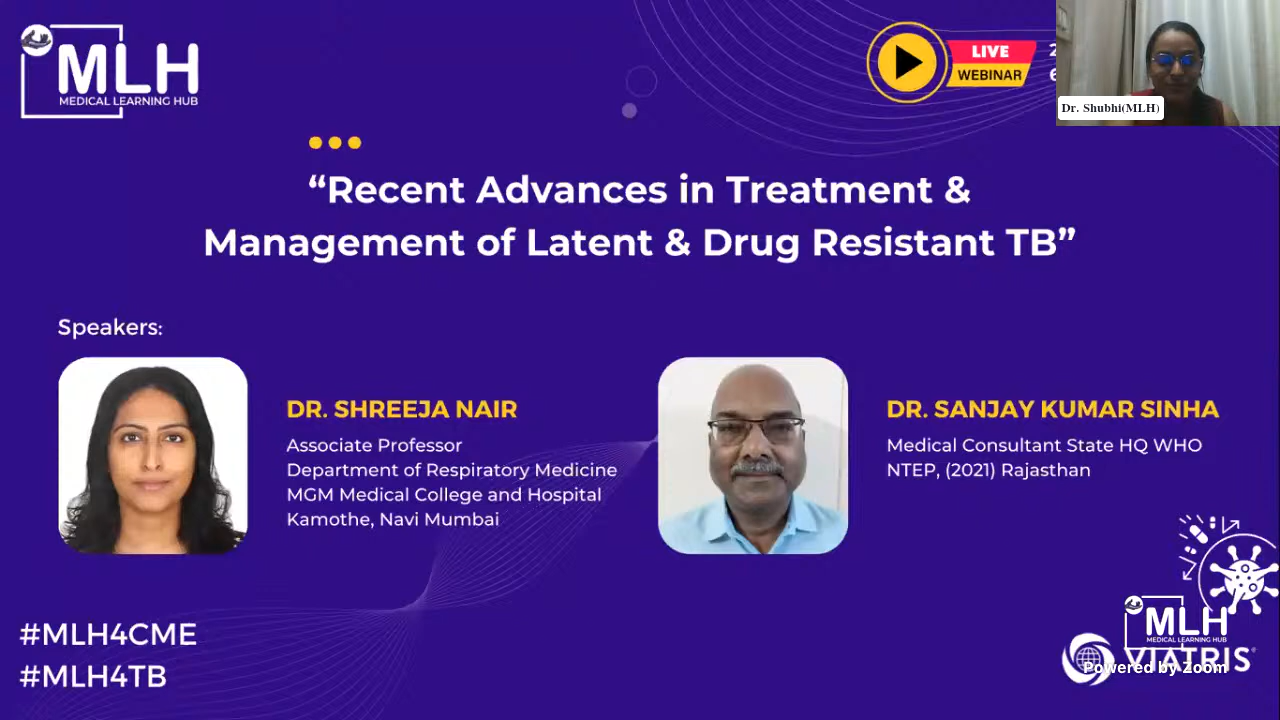 MLH
MEDICAL LEARNING HUB
LIVE
WEBINAR
Dr. Shubhi(MLH)
“Recent Advances in Treatment &
Management of Latent & Drug Resistant TB”
Speakers:
DR. SHREEJA NAIR
Associate Professor
Department of Respiratory Medicine
MGM Medical College and Hospital
Kamothe, Navi Mumbai
DR. SANJAY KUMAR SINHA
Medical Consultant State HQ WHO
NTEP, (2021) Rajasthan
#MLH4CME
#MLH4TB
MLH
MEDICAL LEARNING HUB
VIATRIS
Powered by Zoom